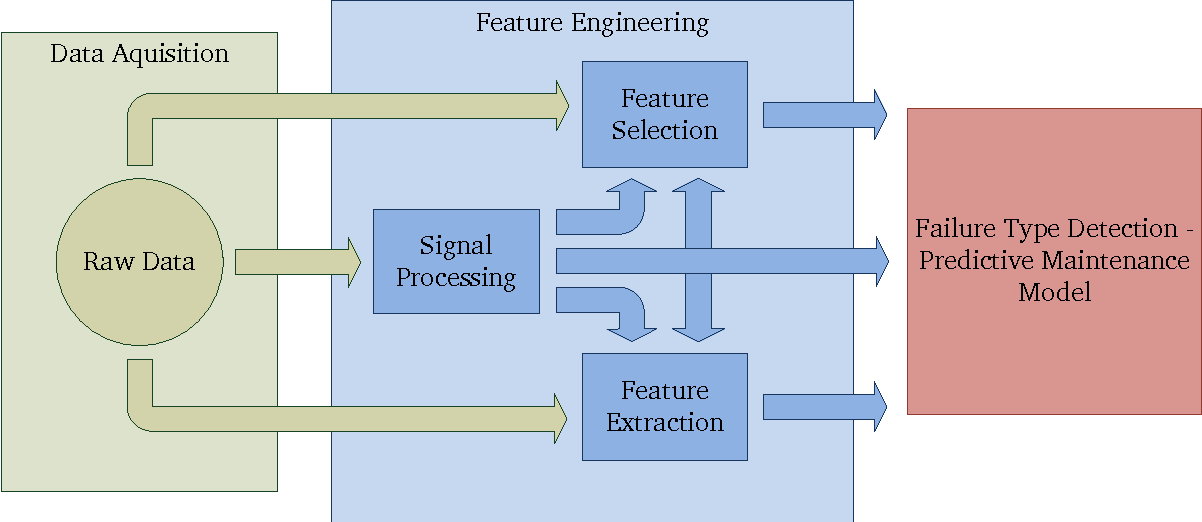 Feature Engineering
Data Aquisition
Feature
Selection
Raw Data
Signal
Processing
Failure Type Detection -
Predictive Maintenance
Model
Feature
Extraction